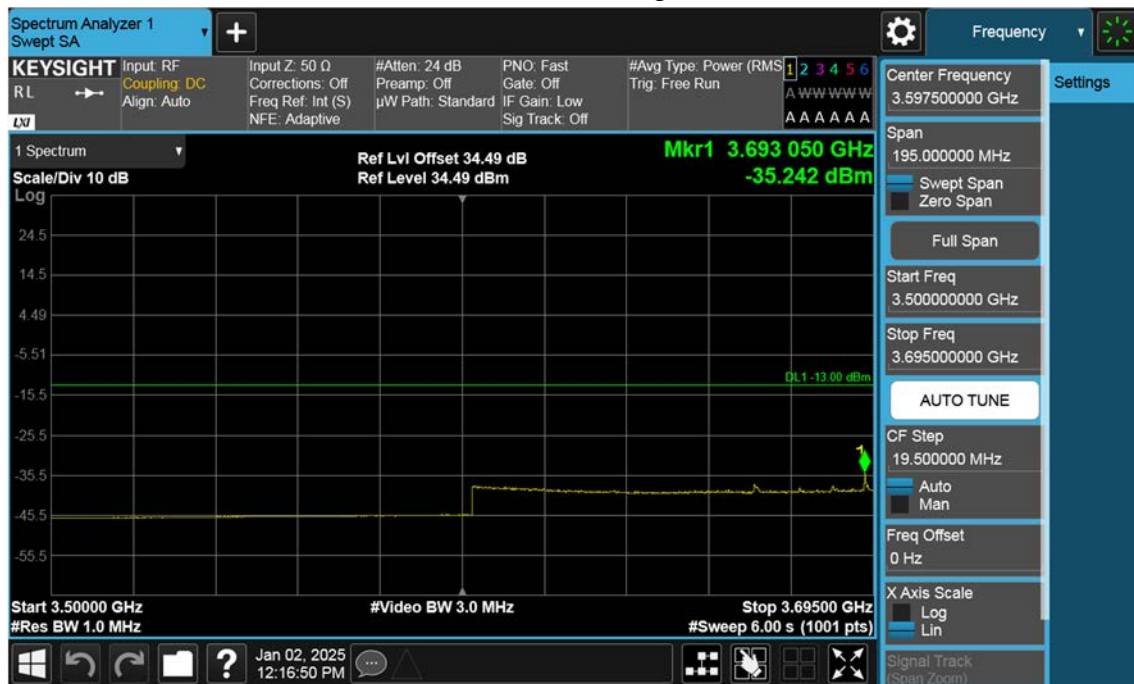 Spectrum Analyzer 1
Swept SA
Frequency
KEYSIGHT
RL
LXI
Input: RF
Coupling: DC
Align: Auto
Input Z: 50 Ω
Corrections: Off
Freq Ref: Int (S)
NFE: Adaptive
#Atten: 24 dB
Preamp: Off
µW Path: Standard
PNO: Fast
Gate: Off
IF Gain: Low
Sig Track: Off
#Avg Type: Power (RMS
Trig: Free Run
1 2 3 4 5 6
A W W W W W
A A A A A A
1 Spectrum
Scale/Div 10 dB
Ref Lvl Offset 34.49 dB
Ref Level 34.49 dBm
Mkr1 3.693 050 GHz
-35.242 dBm
Log
24.5
14.5
4.49
-5.51
-15.5
-25.5
-35.5
-45.5
-55.5
DL1 -13.00 dBm
1
Start 3.50000 GHz
#Res BW 1.0 MHz
#Video BW 3.0 MHz
Stop 3.69500 GHz
#Sweep 6.00 s (1001 pts)
Center Frequency
3.597500000 GHz
Span
195.000000 MHz
Swept Span
Zero Span
Full Span
Start Freq
3.500000000 GHz
Stop Freq
3.695000000 GHz
AUTO TUNE
CF Step
19.500000 MHz
Auto
Man
Freq Offset
0 Hz
X Axis Scale
Log
Lin
Signal Track
(Span Zoom)
Settings
?
Jan 02, 2025
12:16:50 PM